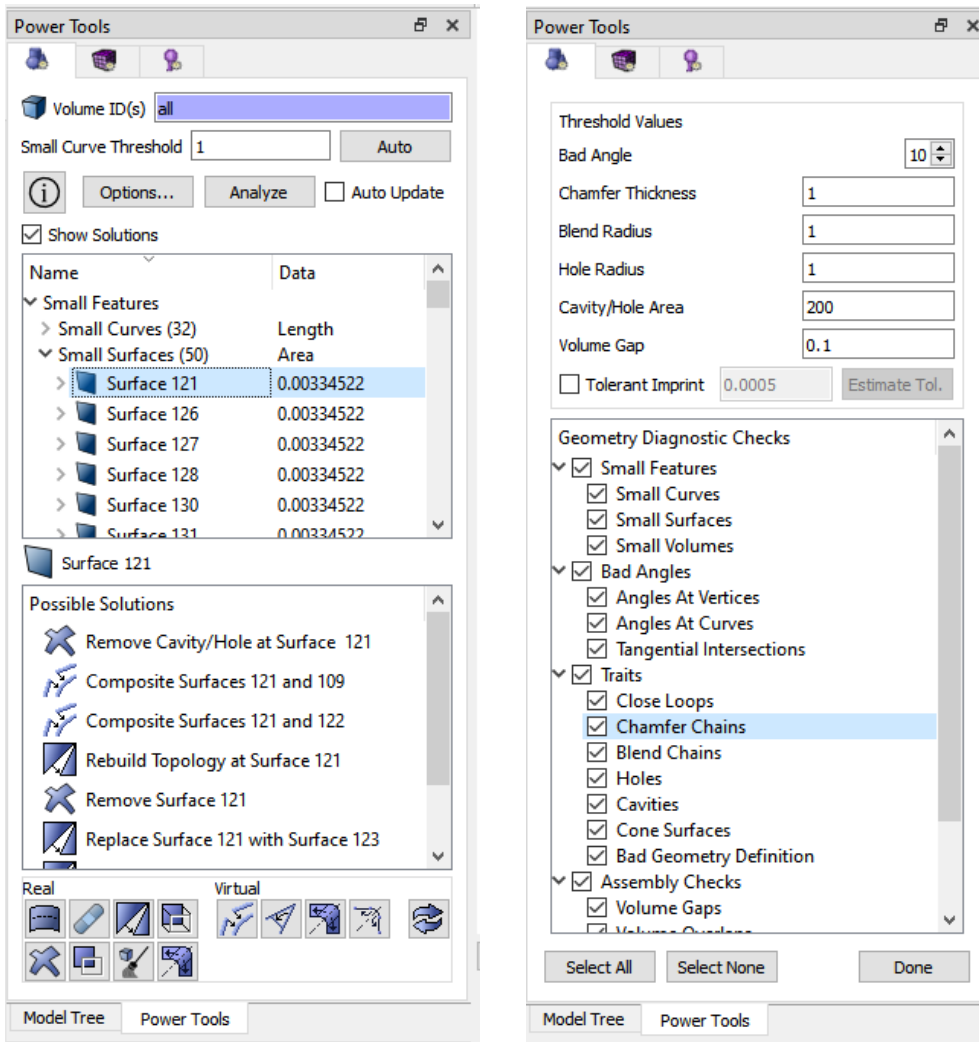 Power Tools
Volume ID(s) all
Small Curve Threshold 1 Auto
Options... Analyze Auto Update
Show Solutions
Name Data
Small Features
Small Curves (32) Length
Small Surfaces (50) Area
Surface 121 0.00334522
Surface 126 0.00334522
Surface 127 0.00334522
Surface 128 0.00334522
Surface 130 0.00334522
Surface 131 0.00334522
Surface 121
Possible Solutions
Remove Cavity/Hole at Surface 121
Composite Surfaces 121 and 109
Composite Surfaces 121 and 122
Rebuild Topology at Surface 121
Remove Surface 121
Replace Surface 121 with Surface 123
Real Virtual
Model Tree Power Tools
Power Tools
Threshold Values
Bad Angle 10
Chamfer Thickness 1
Blend Radius 1
Hole Radius 1
Cavity/Hole Area 200
Volume Gap 0.1
Tolerant Imprint 0.0005 Estimate Tol.
Geometry Diagnostic Checks
Small Features
Small Curves
Small Surfaces
Small Volumes
Bad Angles
Angles At Vertices
Angles At Curves
Tangential Intersections
Traits
Close Loops
Chamfer Chains
Blend Chains
Holes
Cavities
Cone Surfaces
Bad Geometry Definition
Assembly Checks
Volume Gaps
Volume Overlaps
Select All Select None Done
Model Tree Power Tools